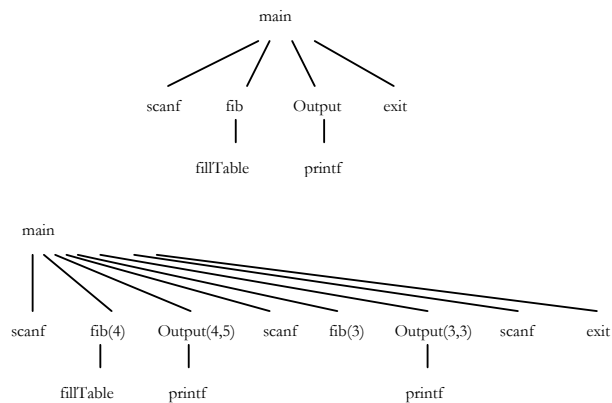 main
scanf fib Output exit
fillTable printf
main
scanf fib(4) Output(4,5) scanf fib(3) Output(3,3) scanf exit
fillTable printf printf